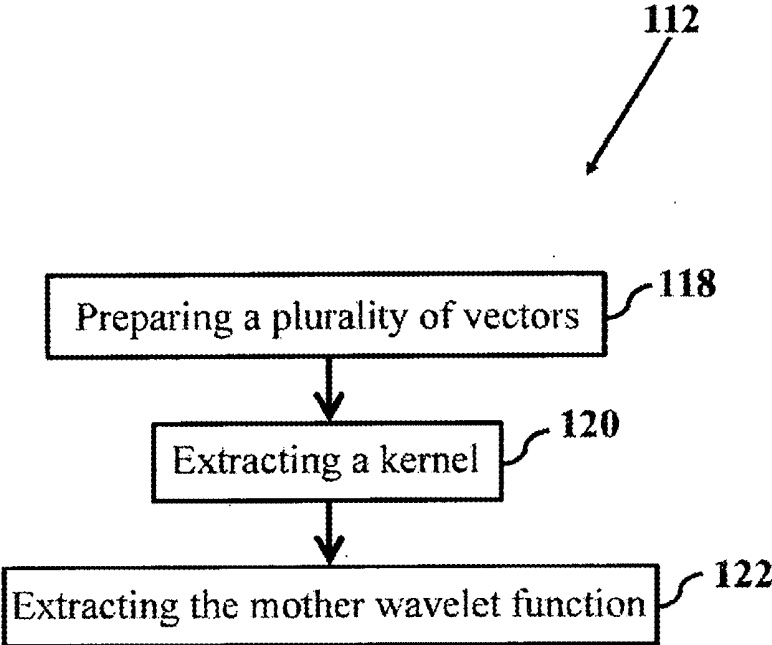 112
Preparing a plurality of vectors
118
Extracting a kernel
120
Extracting the mother wavelet function
122